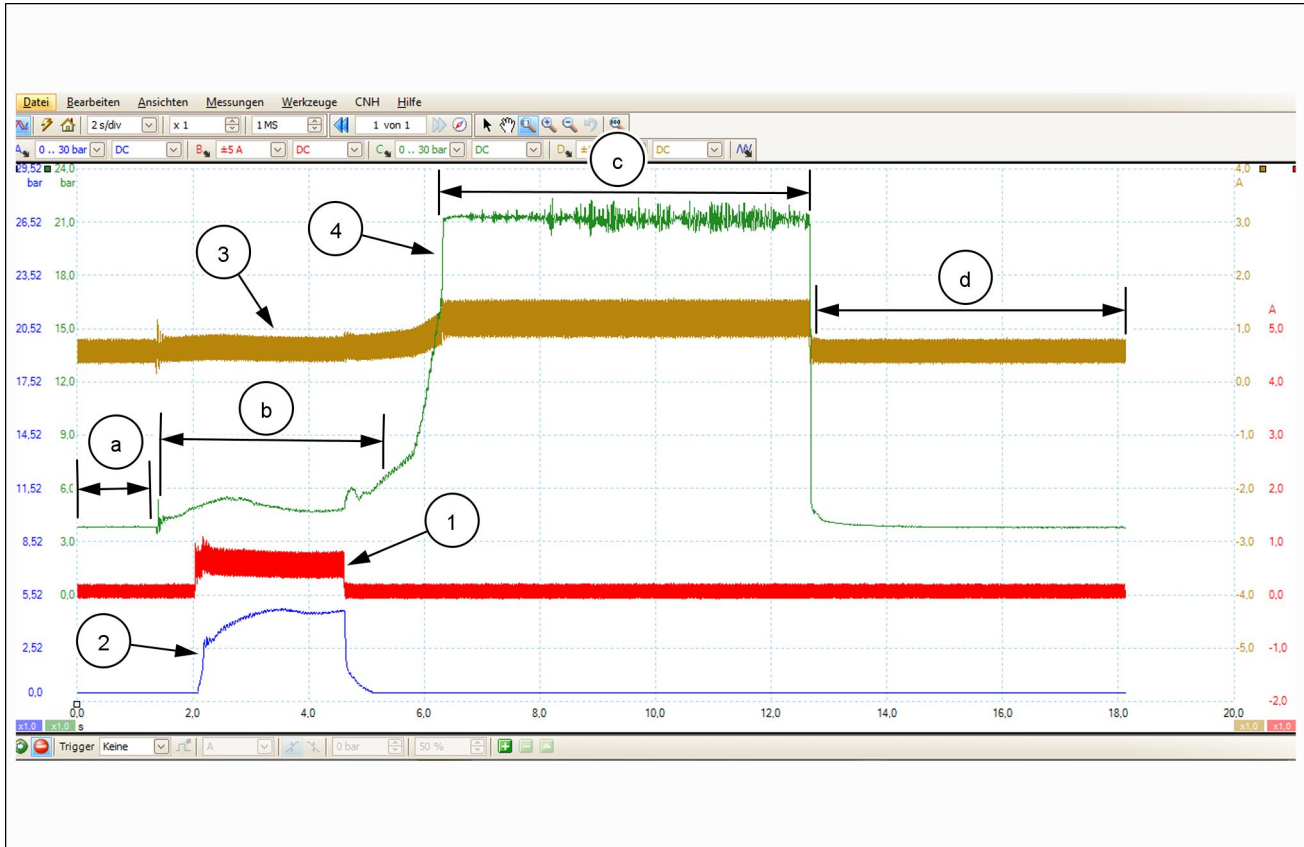 Datei Bearbeiten Ansichten Messungen Werkzeuge CNH Hilfe
2 s/div x 1 1 MS 1 von 1
A 0 .. 30 bar DC B ±5 A DC C 0 .. 30 bar DC D DC
29,52 24,0 4,0
bar bar A
c
26,52 21,0 3,0
4
3
23,52 18,0 2,0
d
20,52 15,0 1,0 A
5,0
17,52 12,0 0,0 4,0
b
14,52 9,0 -1,0 3,0
a
11,52 6,0 -2,0 2,0
1
8,52 3,0 -3,0 1,0
5,52 0,0 -4,0 0,0
2
2,52 -5,0 -1,0
0,0 -2,0
0,0 2,0 4,0 6,0 8,0 10,0 12,0 14,0 16,0 18,0 20,0
x1,0 x1,0 s x1,0 x1,0
Trigger Keine A 0 bar 50 %